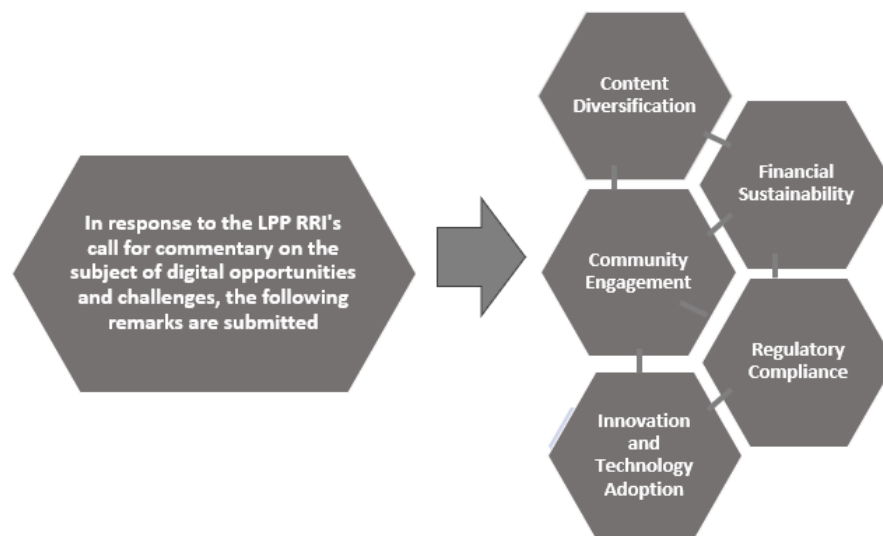 In response to the LPP RRI's
call for commentary on the
subject of digital opportunities
and challenges, the following
remarks are submitted
Content
Diversification
Financial
Sustainability
Community
Engagement
Regulatory
Compliance
Innovation
and
Technology
Adoption